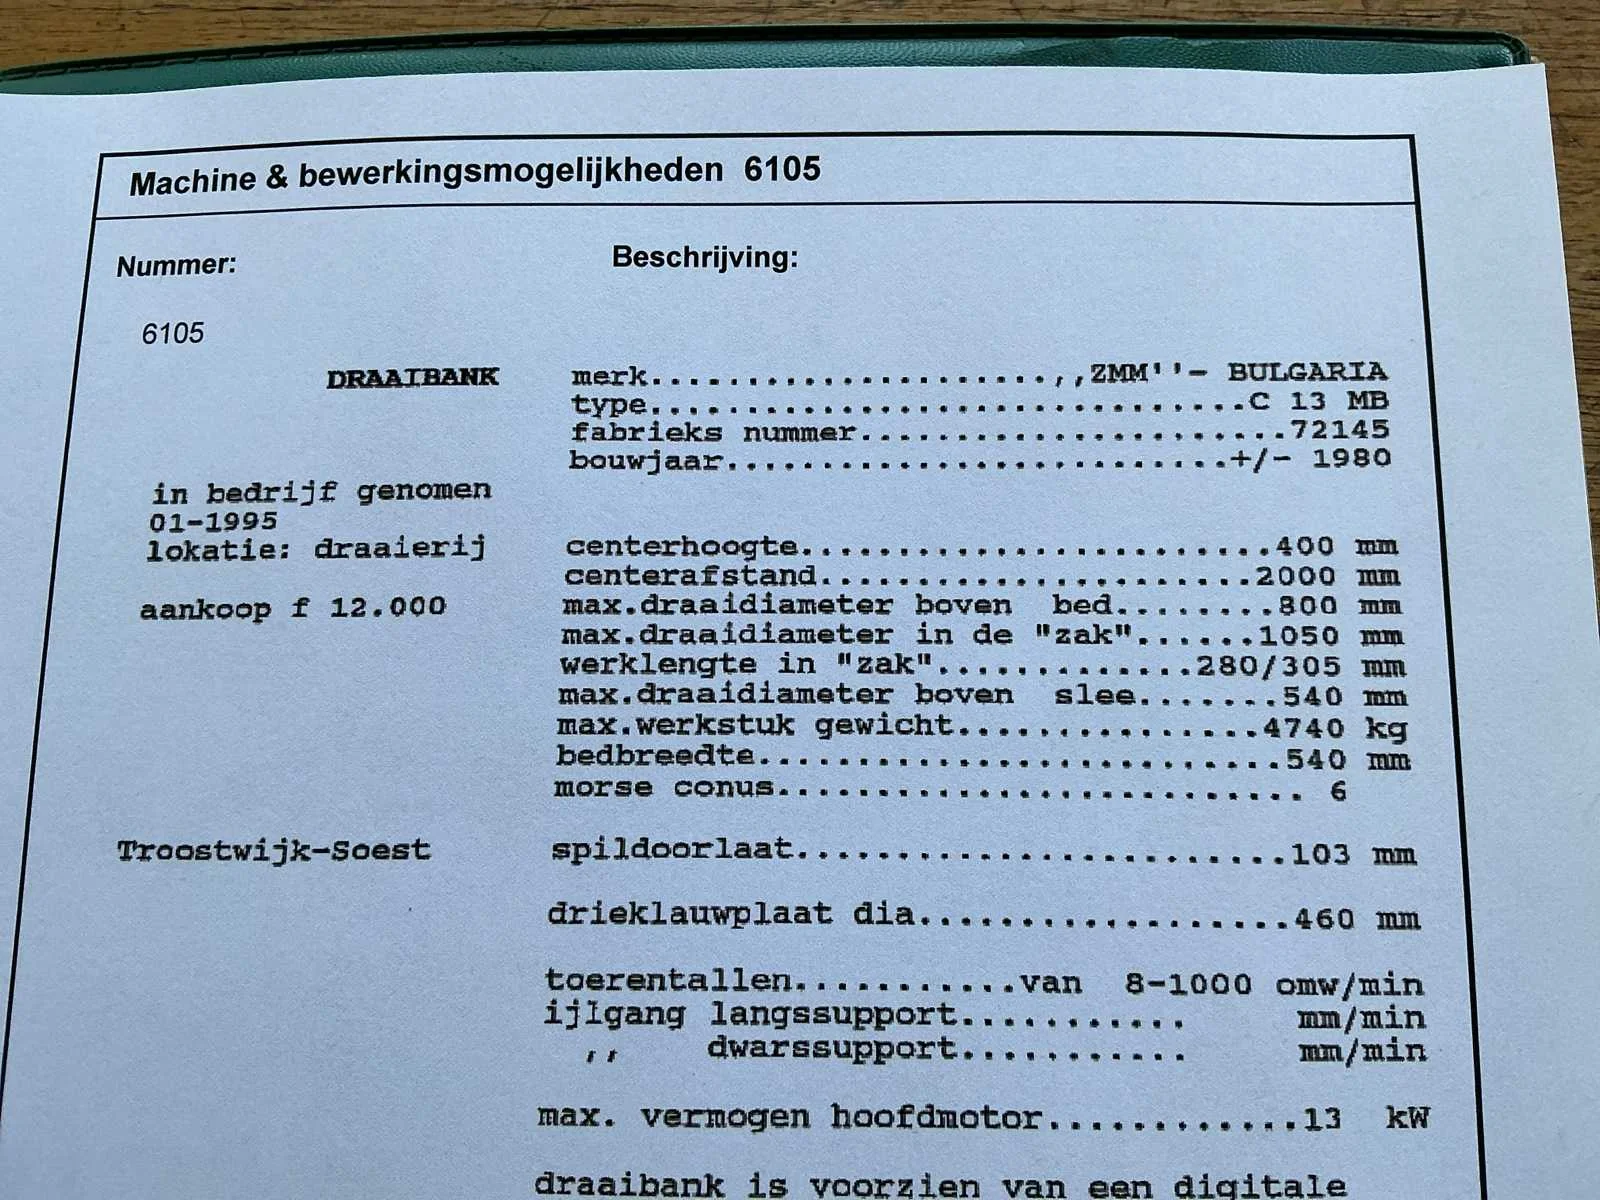 Machine & bewerkingsmogelijkheden 6105
Nummer: Beschrijving:
6105
DRAAIBANK merk.......................,,ZMM''- BULGARIA
type.................................C 13 MB
fabrieks nummer.......................72145
bouwjaar...........................+/- 1980
in bedrijf genomen
01-1995
lokatie: draaierij centerhoogte.........................400 mm
centerafstand.......................2000 mm
aankoop f 12.000 max.draaidiameter boven bed........800 mm
max.draaidiameter in de "zak"......1050 mm
werklengte in "zak".............280/305 mm
max.draaidiameter boven slee.......540 mm
max.werkstuk gewicht...............4740 kg
bedbreedte..........................540 mm
morse conus.......................... 6
Troostwijk-Soest spildoorlaat.........................103 mm
drieklauwplaat dia..................460 mm
toerentallen...........van 8-1000 omw/min
ijlgang langssupport........... mm/min
,, dwarssupport........... mm/min
max. vermogen hoofdmotor............13 kW
draaibank is voorzien van een digitale